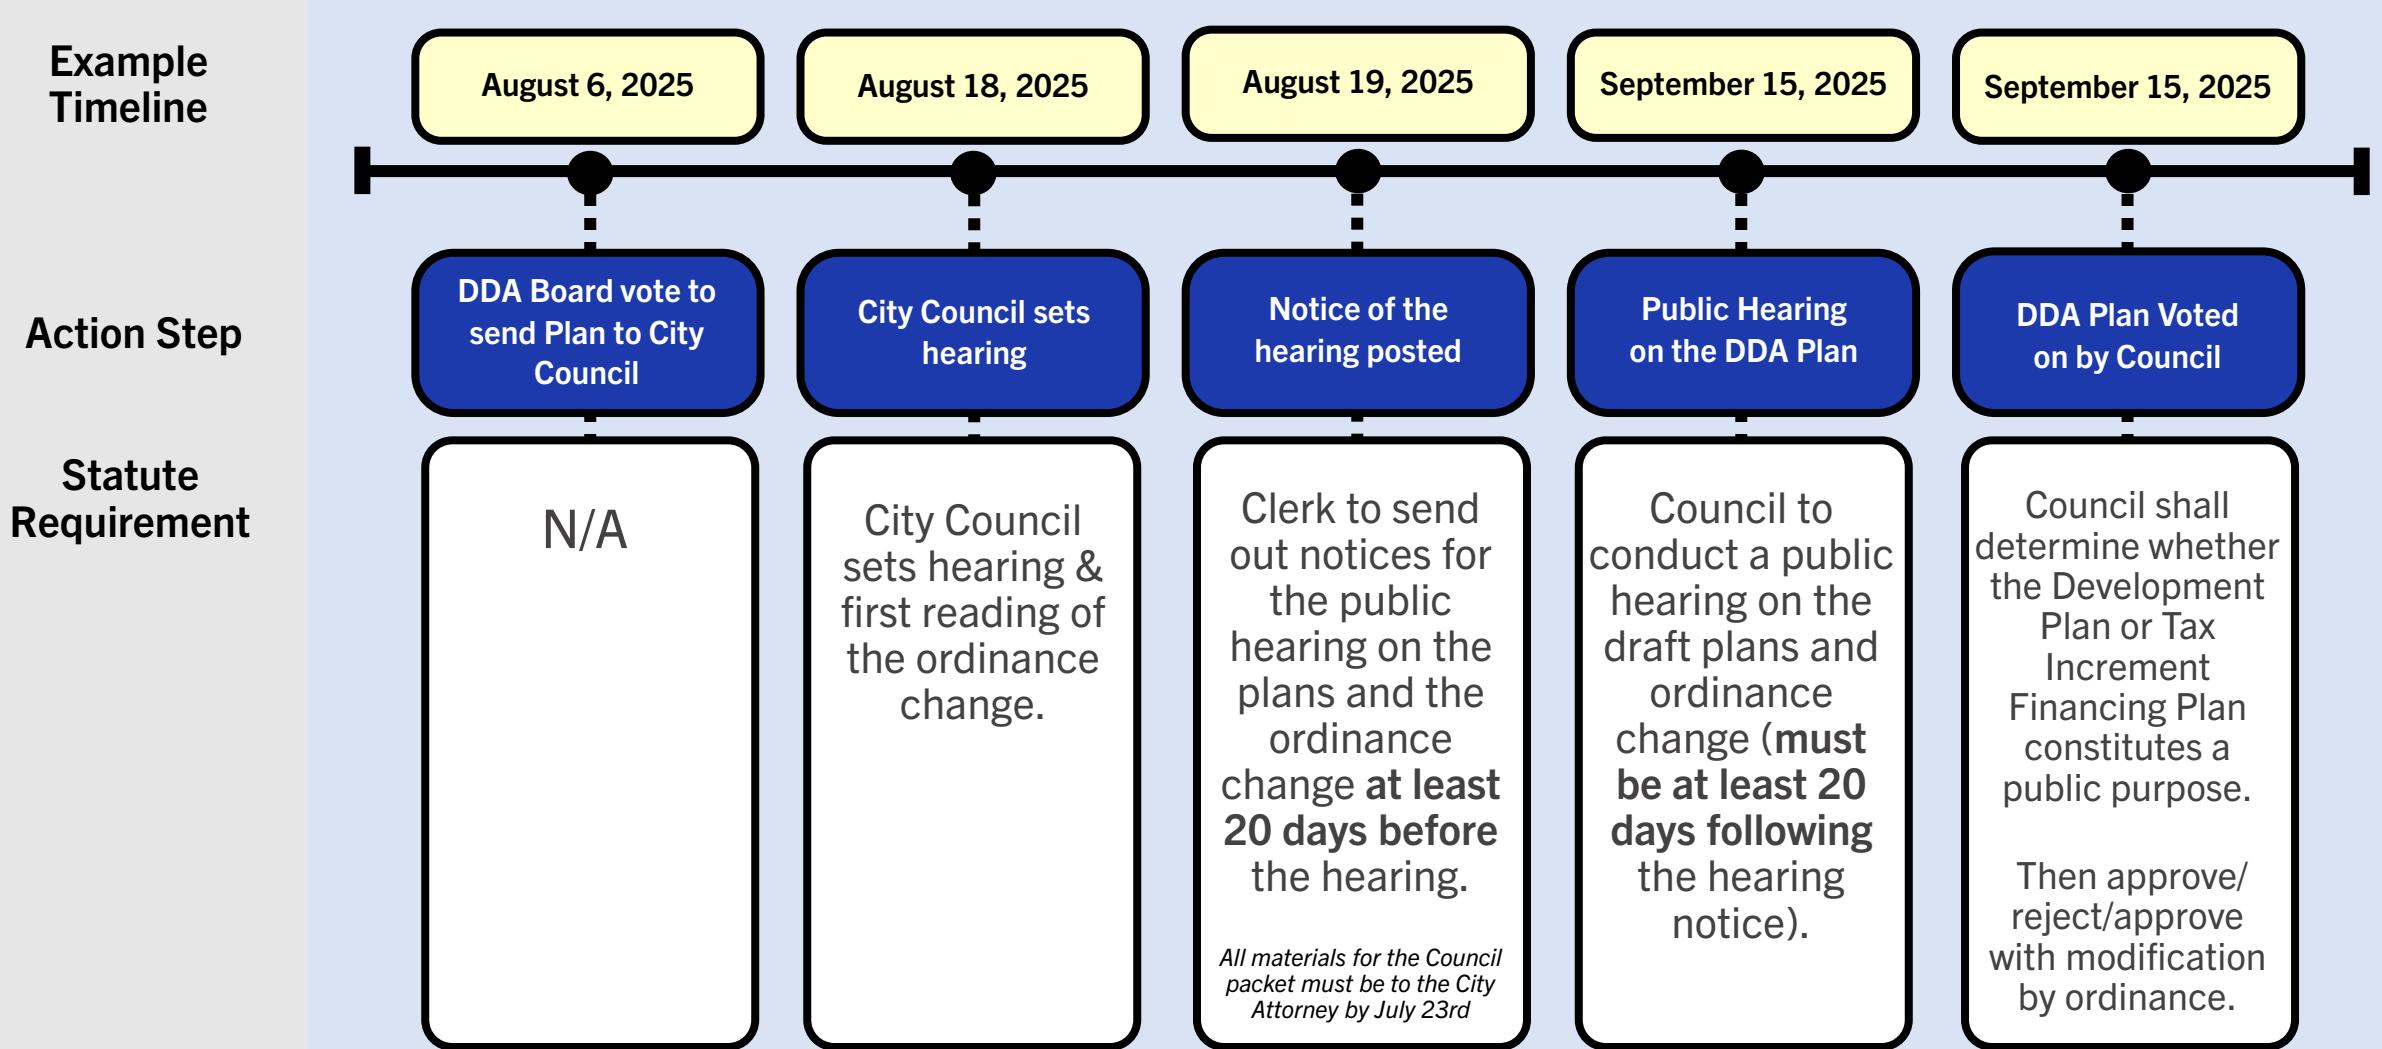 Example
Timeline
August 6, 2025
August 18, 2025
August 19, 2025
September 15, 2025
September 15, 2025
Action Step
DDA Board vote to
send Plan to City
Council
City Council sets
hearing
Notice of the
hearing posted
Public Hearing
on the DDA Plan
DDA Plan Voted
on by Council
Statute
Requirement
N/A
City Council
sets hearing &
first reading of
the ordinance
change.
Clerk to send
out notices for
the public
hearing on the
plans and the
ordinance
change at least
20 days before
the hearing.
All materials for the Council
packet must be to the City
Attorney by July 23rd
Council to
conduct a public
hearing on the
draft plans and
ordinance
change (must
be at least 20
days following
the hearing
notice).
Council shall
determine whether
the Development
Plan or Tax
Increment
Financing Plan
constitutes a
public purpose.
Then approve/
reject/approve
with modification
by ordinance.